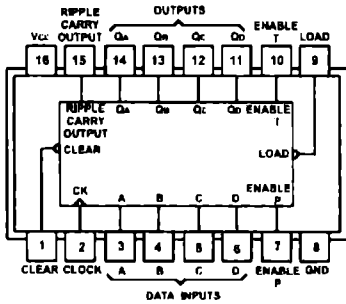 OUTPUTS
RIPPLE CARRY OUTPUT
ENABLE T
VCC QA QB QC QD LOAD
16 15 14 13 12 11 10 9
RIPPLE CARRY OUTPUT QA QB QC QD ENABLE T
CLEAR
LOAD
CK A B C D ENABLE P
1 2 3 4 5 6 7 8
CLEAR CLOCK A B C D ENABLE P GND
DATA INPUTS